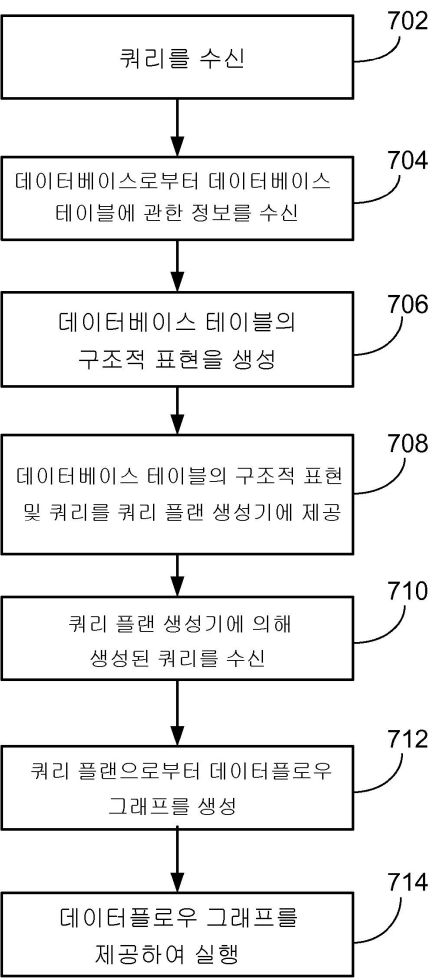 702
쿼리를 수신
704
데이터베이스로부터 데이터베이스
테이블에 관한 정보를 수신
706
데이터베이스 테이블의
구조적 표현을 생성
708
데이터베이스 테이블의 구조적 표현
및 쿼리를 쿼리 플랜 생성기에 제공
710
쿼리 플랜 생성기에 의해
생성된 쿼리를 수신
712
쿼리 플랜으로부터 데이터플로우
그래프를 생성
714
데이터플로우 그래프를
제공하여 실행